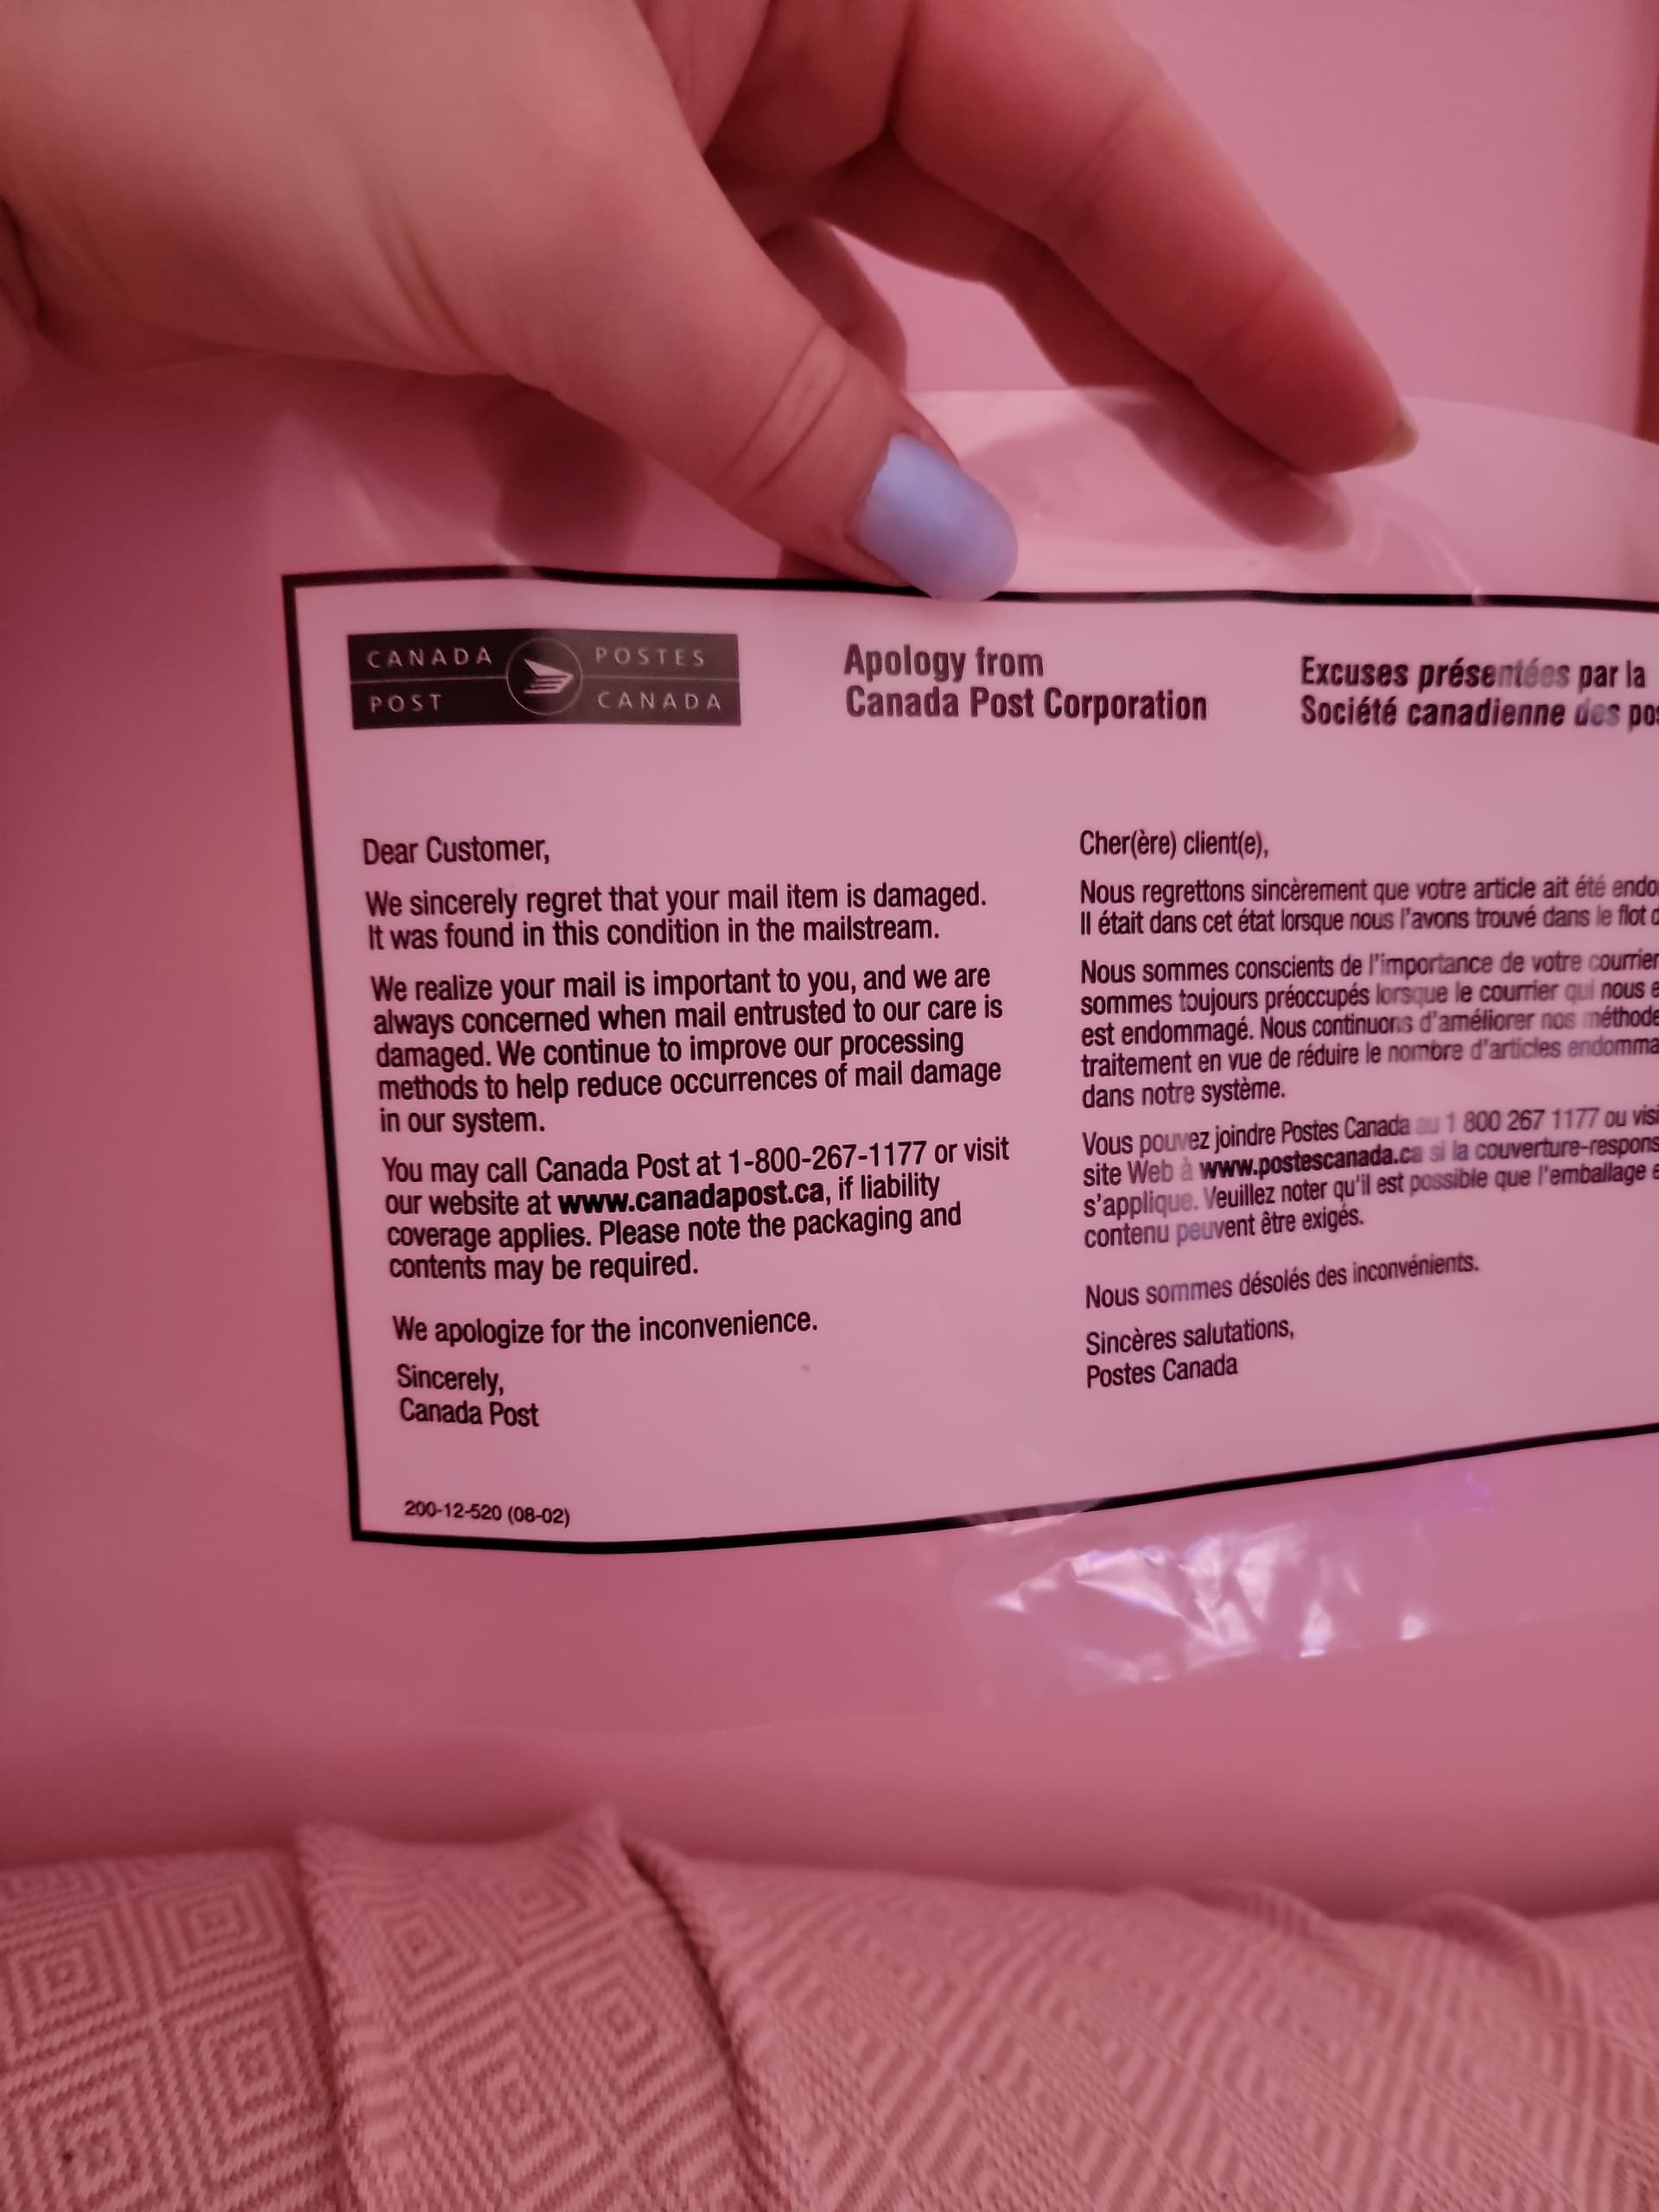 CANADA POSTES
POST CANADA
Apology from
Canada Post Corporation
Excuses présentées par la
Société canadienne des
Dear Customer,
We sincerely regret that your mail item is damaged.
It was found in this condition in the mailstream.
We realize your mail is important to you, and we are
always concerned when mail entrusted to our care is
damaged. We continue to improve our processing
methods to help reduce occurrences of mail damage
in our system.
You may call Canada Post at 1-800-267-1177 or visit
our website at www.canadapost.ca, if liability
coverage applies. Please note the packaging and
contents may be required.
We apologize for the inconvenience.
Sincerely,
Canada Post
200-12-520 (08-02)
Cher(ère) client(e),
Nous regrettons sincèrement que votre article ait été
Il était dans cet état lorsque nous l'avons trouvé dans le flot
Nous sommes conscients de l'importance de votre courrier
sommes toujours préoccupés lorsque le courrier qui nous
est endommagé. Nous continuons d'améliorer nos
traitement en vue de réduire le nombre d'articles
dans notre système.
Vous pouvez joindre Postes Canada au 1 800 267 1177 ou
site Web à www.postescanada.ca si la
s'applique. Veuillez noter qu'il est possible que l'emballage
contenu peuvent être exigés.
Nous sommes désolés des inconvénients.
Sincères salutations,
Postes Canada